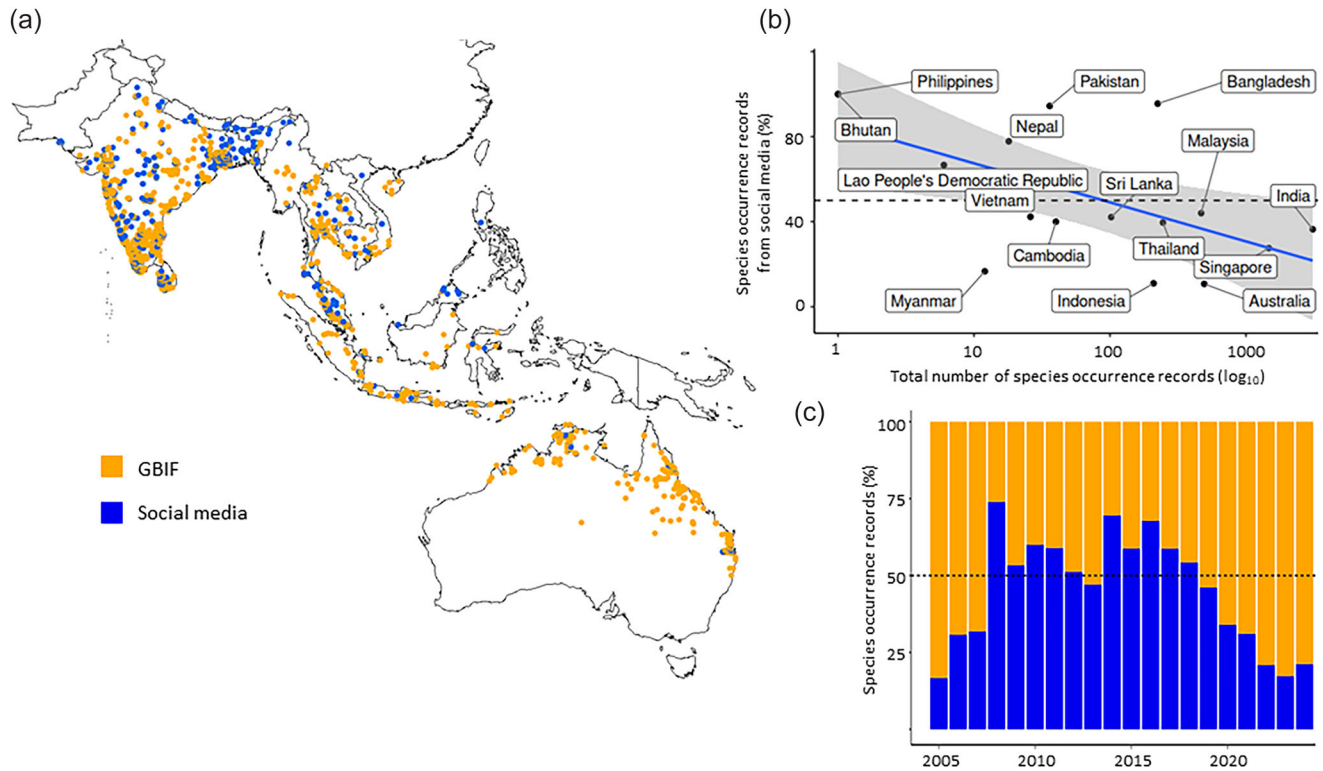 (a)
GBIF
Social media
(b)
Species occurrence records
from social media (%)
80
40
0
Philippines
Pakistan
Bangladesh
Bhutan
Nepal
Malaysia
Lao People's Democratic Republic
Sri Lanka
India
Vietnam
Cambodia
Thailand
Singapore
Myanmar
Indonesia
Australia
1
10
100
1000
Total number of species occurrence records (log₁₀)
(c)
Species occurrence records (%)
100
75
50
25
2005
2010
2015
2020